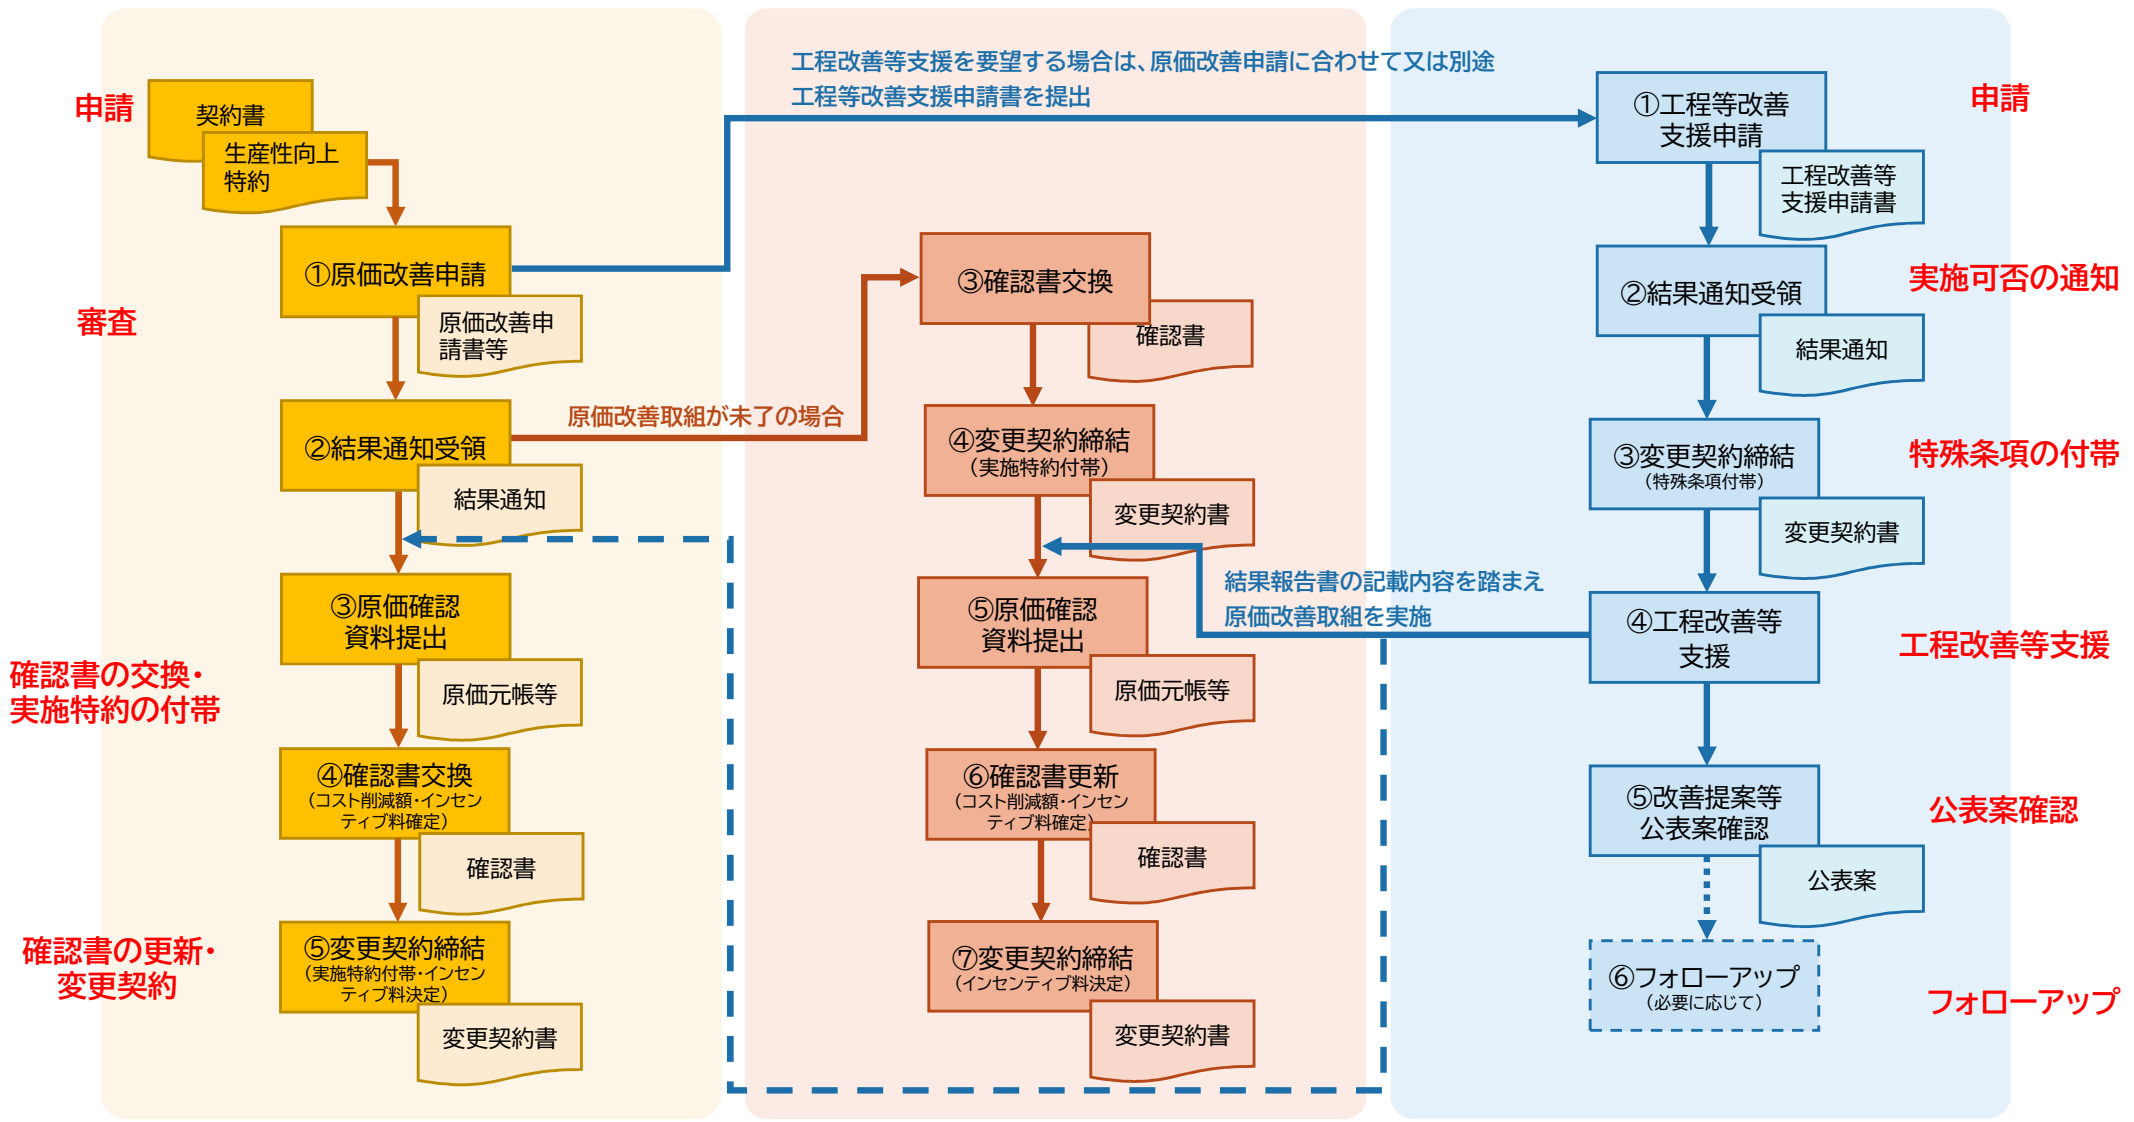 申請
契約書
生産性向上
特約
①原価改善申請
原価改善申
請書等
審査
②結果通知受領
結果通知
③原価確認
資料提出
原価元帳等
確認書の交換・
実施特約の付帯
④確認書交換
（コスト削減額・インセン
ティブ料確定）
確認書
確認書の更新・
変更契約
⑤変更契約締結
（実施特約付帯・インセン
ティブ料決定）
変更契約書
工程改善等支援を要望する場合は、原価改善申請に合わせて又は別途
工程等改善支援申請書を提出
原価改善取組が未了の場合
③確認書交換
確認書
④変更契約締結
（実施特約付帯）
変更契約書
結果報告書の記載内容を踏まえ
原価改善取組を実施
⑤原価確認
資料提出
原価元帳等
⑥確認書更新
（コスト削減額・インセン
ティブ料確定）
確認書
⑦変更契約締結
（インセンティブ料決定）
変更契約書
①工程等改善
支援申請
申請
工程改善等
支援申請書
②結果通知受領
実施可否の通知
結果通知
③変更契約締結
（特殊条項付帯）
特殊条項の付帯
変更契約書
④工程改善等
支援
工程改善等支援
⑤改善提案等
公表案確認
公表案確認
公表案
⑥フォローアップ
（必要に応じて）
フォローアップ